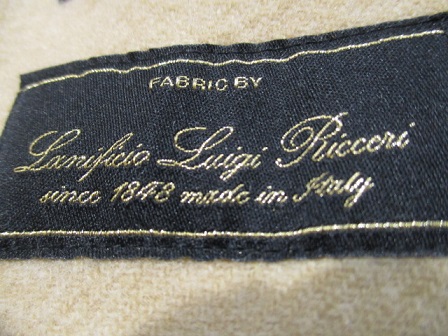 FABRIC BY
Lanificio Luigi Ricceri
since 1848 made in Italy